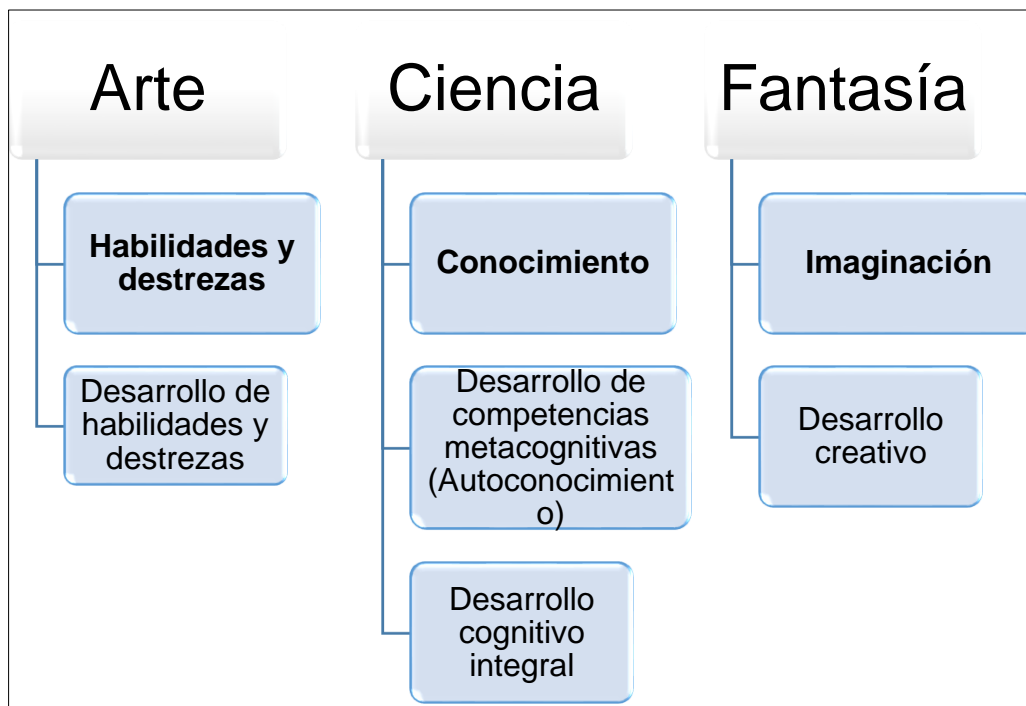 Arte
Habilidades y
destrezas
Desarrollo de
habilidades y
destrezas
Ciencia
Conocimiento
Desarrollo de
competencias
metacognitivas
(Autoconocimient
o)
Desarrollo
cognitivo
integral
Fantasía
Imaginación
Desarrollo
creativo